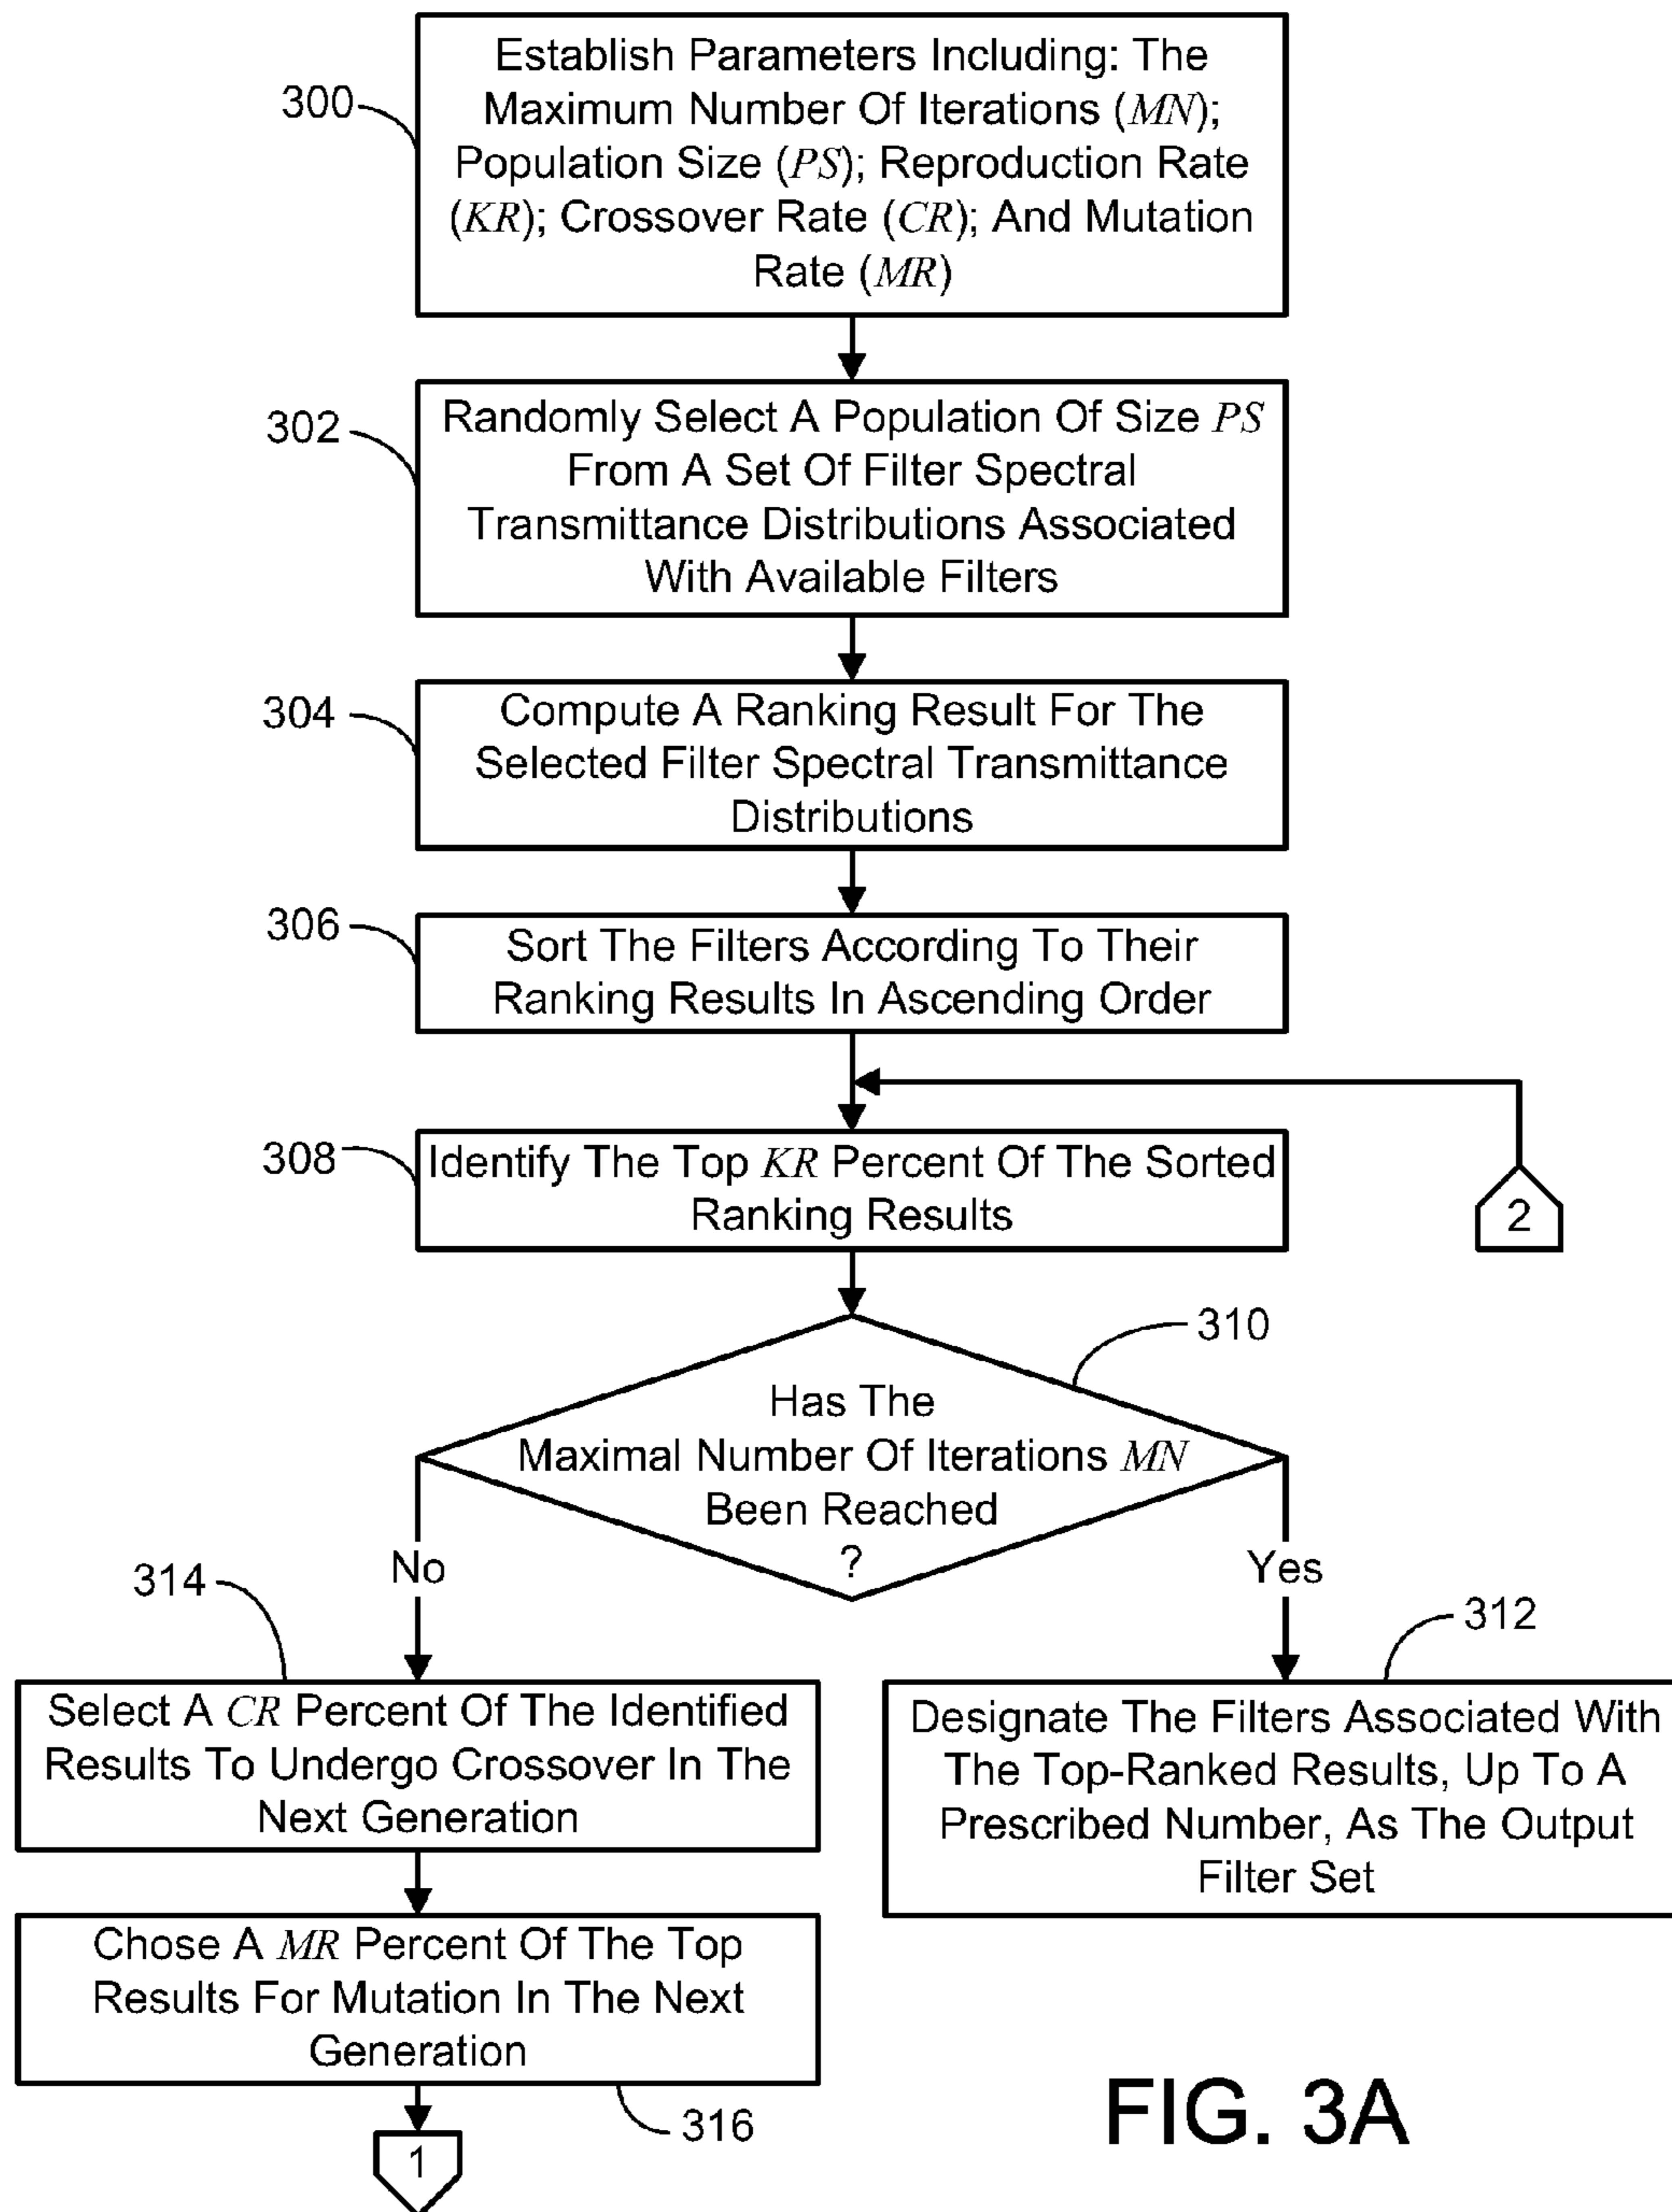 300
Establish Parameters Including: The
Maximum Number Of Iterations (MN);
Population Size (PS); Reproduction Rate
(KR); Crossover Rate (CR); And Mutation
Rate (MR)
302
Randomly Select A Population Of Size PS
From A Set Of Filter Spectral
Transmittance Distributions Associated
With Available Filters
304
Compute A Ranking Result For The
Selected Filter Spectral Transmittance
Distributions
306
Sort The Filters According To Their
Ranking Results In Ascending Order
308
Identify The Top KR Percent Of The Sorted
Ranking Results
2
310
Has The
Maximal Number Of Iterations MN
Been Reached
?
No
Yes
314
Select A CR Percent Of The Identified
Results To Undergo Crossover In The
Next Generation
312
Designate The Filters Associated With
The Top-Ranked Results, Up To A
Prescribed Number, As The Output
Filter Set
Chose A MR Percent Of The Top
Results For Mutation In The Next
Generation
316
1
FIG. 3A